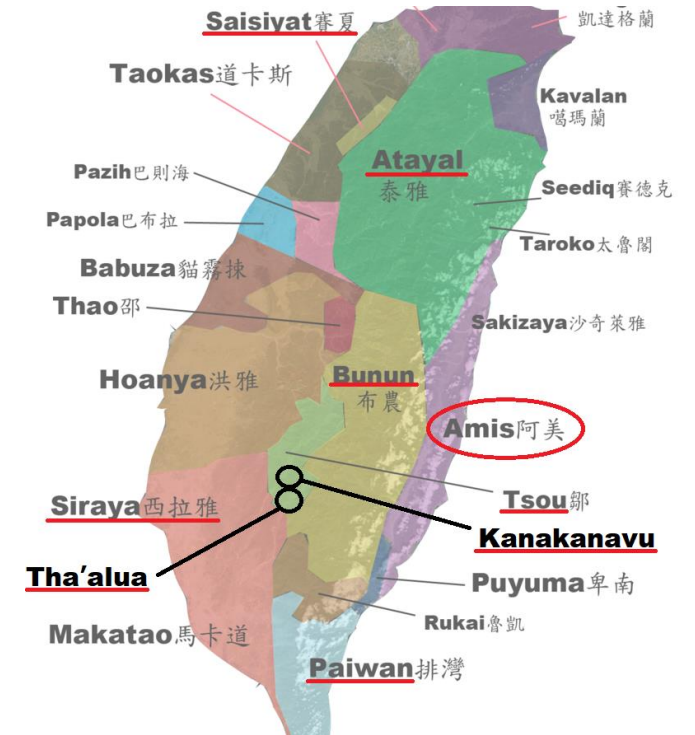 Saisiyat賽夏
凱達格蘭
Taokas道卡斯
Kavalan
噶瑪蘭
Atayal
泰雅
Pazih巴則海
Seediq賽德克
Papola巴布拉
Taroko太魯閣
Babuza貓霧捒
Thao邵
Sakizaya沙奇萊雅
Bunun
布農
Hoanya洪雅
Amis阿美
Siraya西拉雅
Tsou鄒
Kanakanavu
Tha'alua
Puyuma卑南
Rukai魯凱
Makatao馬卡道
Paiwan排灣